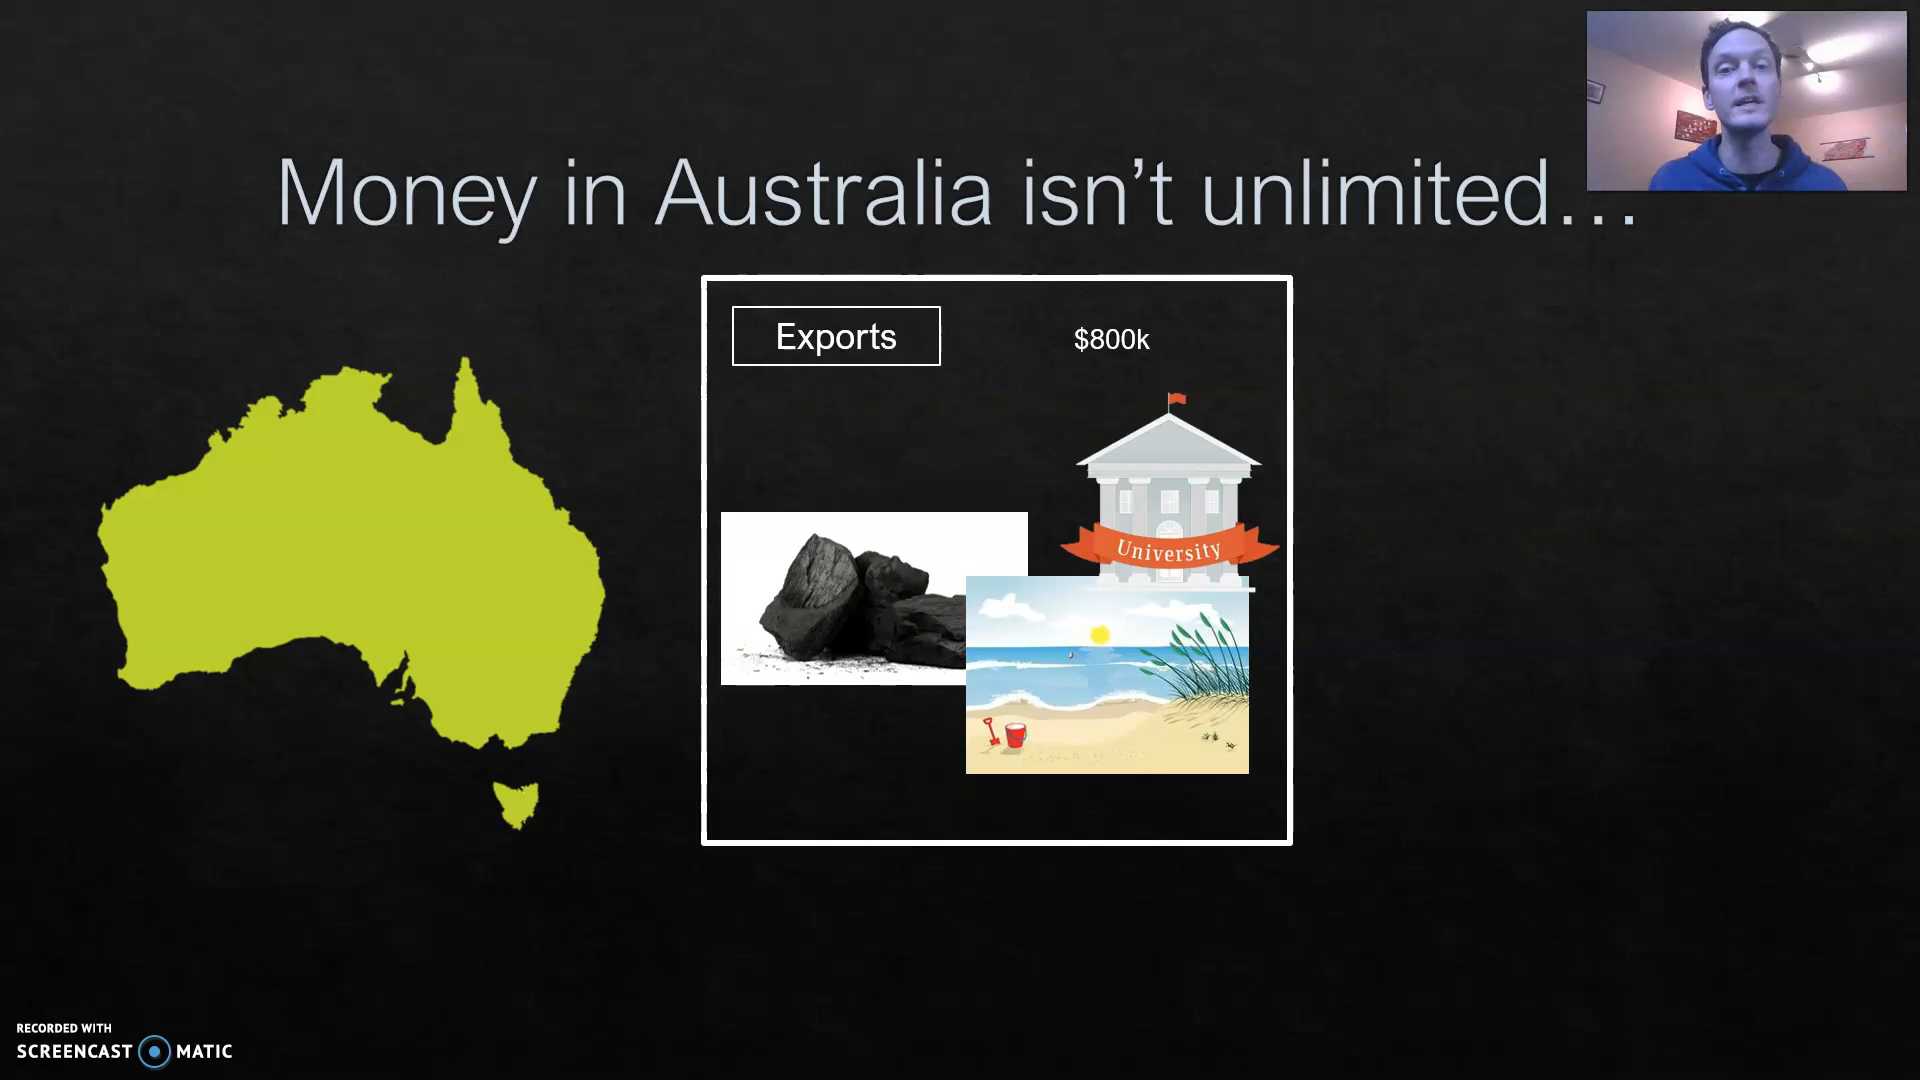 Money in Australia isn’t unlimited...
Exports
$800k
University
RECORDED WITH
SCREENCAST MATIC